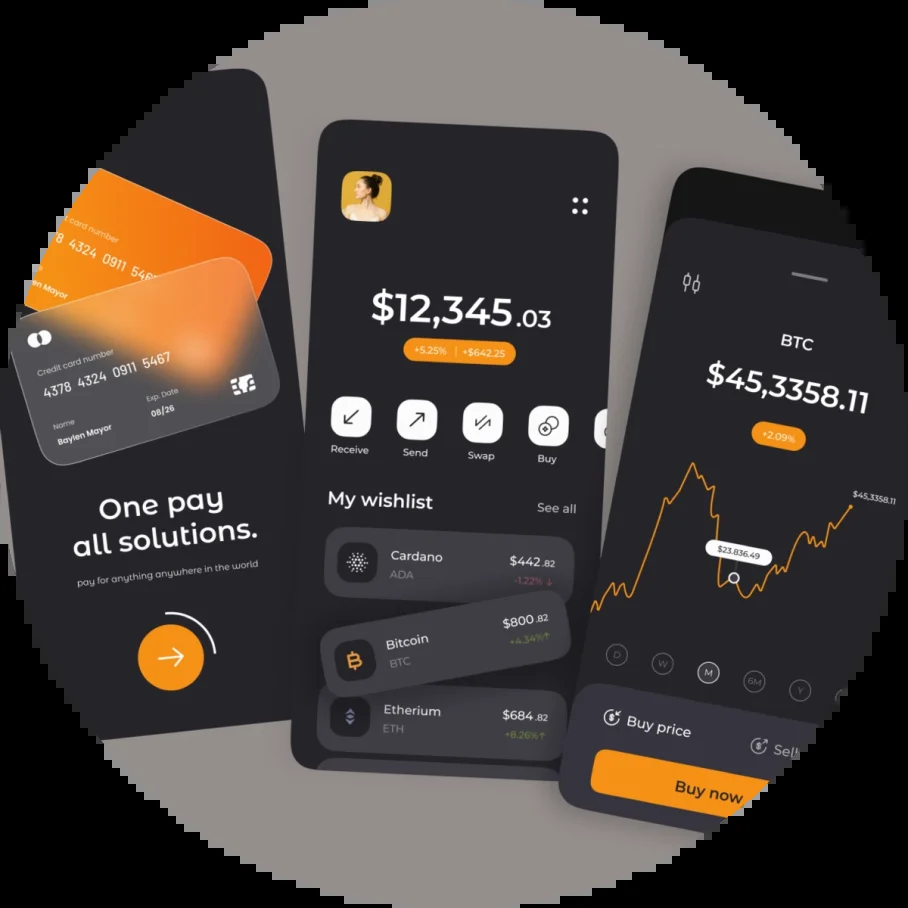 card number
8 4324 0911 546
en Mayor
Credit card number
4378 4324 0911 5467
Name
Baylen Mayor
Exp. Date
08/26
One pay
all solutions.
pay for anything anywhere in the world
$12,345.03
+5.25% | +$642.25
Receive
Send
Swap
Buy
My wishlist
See all
Cardano
ADA
$442.82
-1,22% ↓
Bitcoin
BTC
$800.82
+4.34%↑
Etherium
ETH
$684.82
+8.26%↑
BTC
$45,3358.11
+2.09%
$45,3358.11
$23.836.49
D
W
M
6M
Y
Buy price
Sell
Buy now